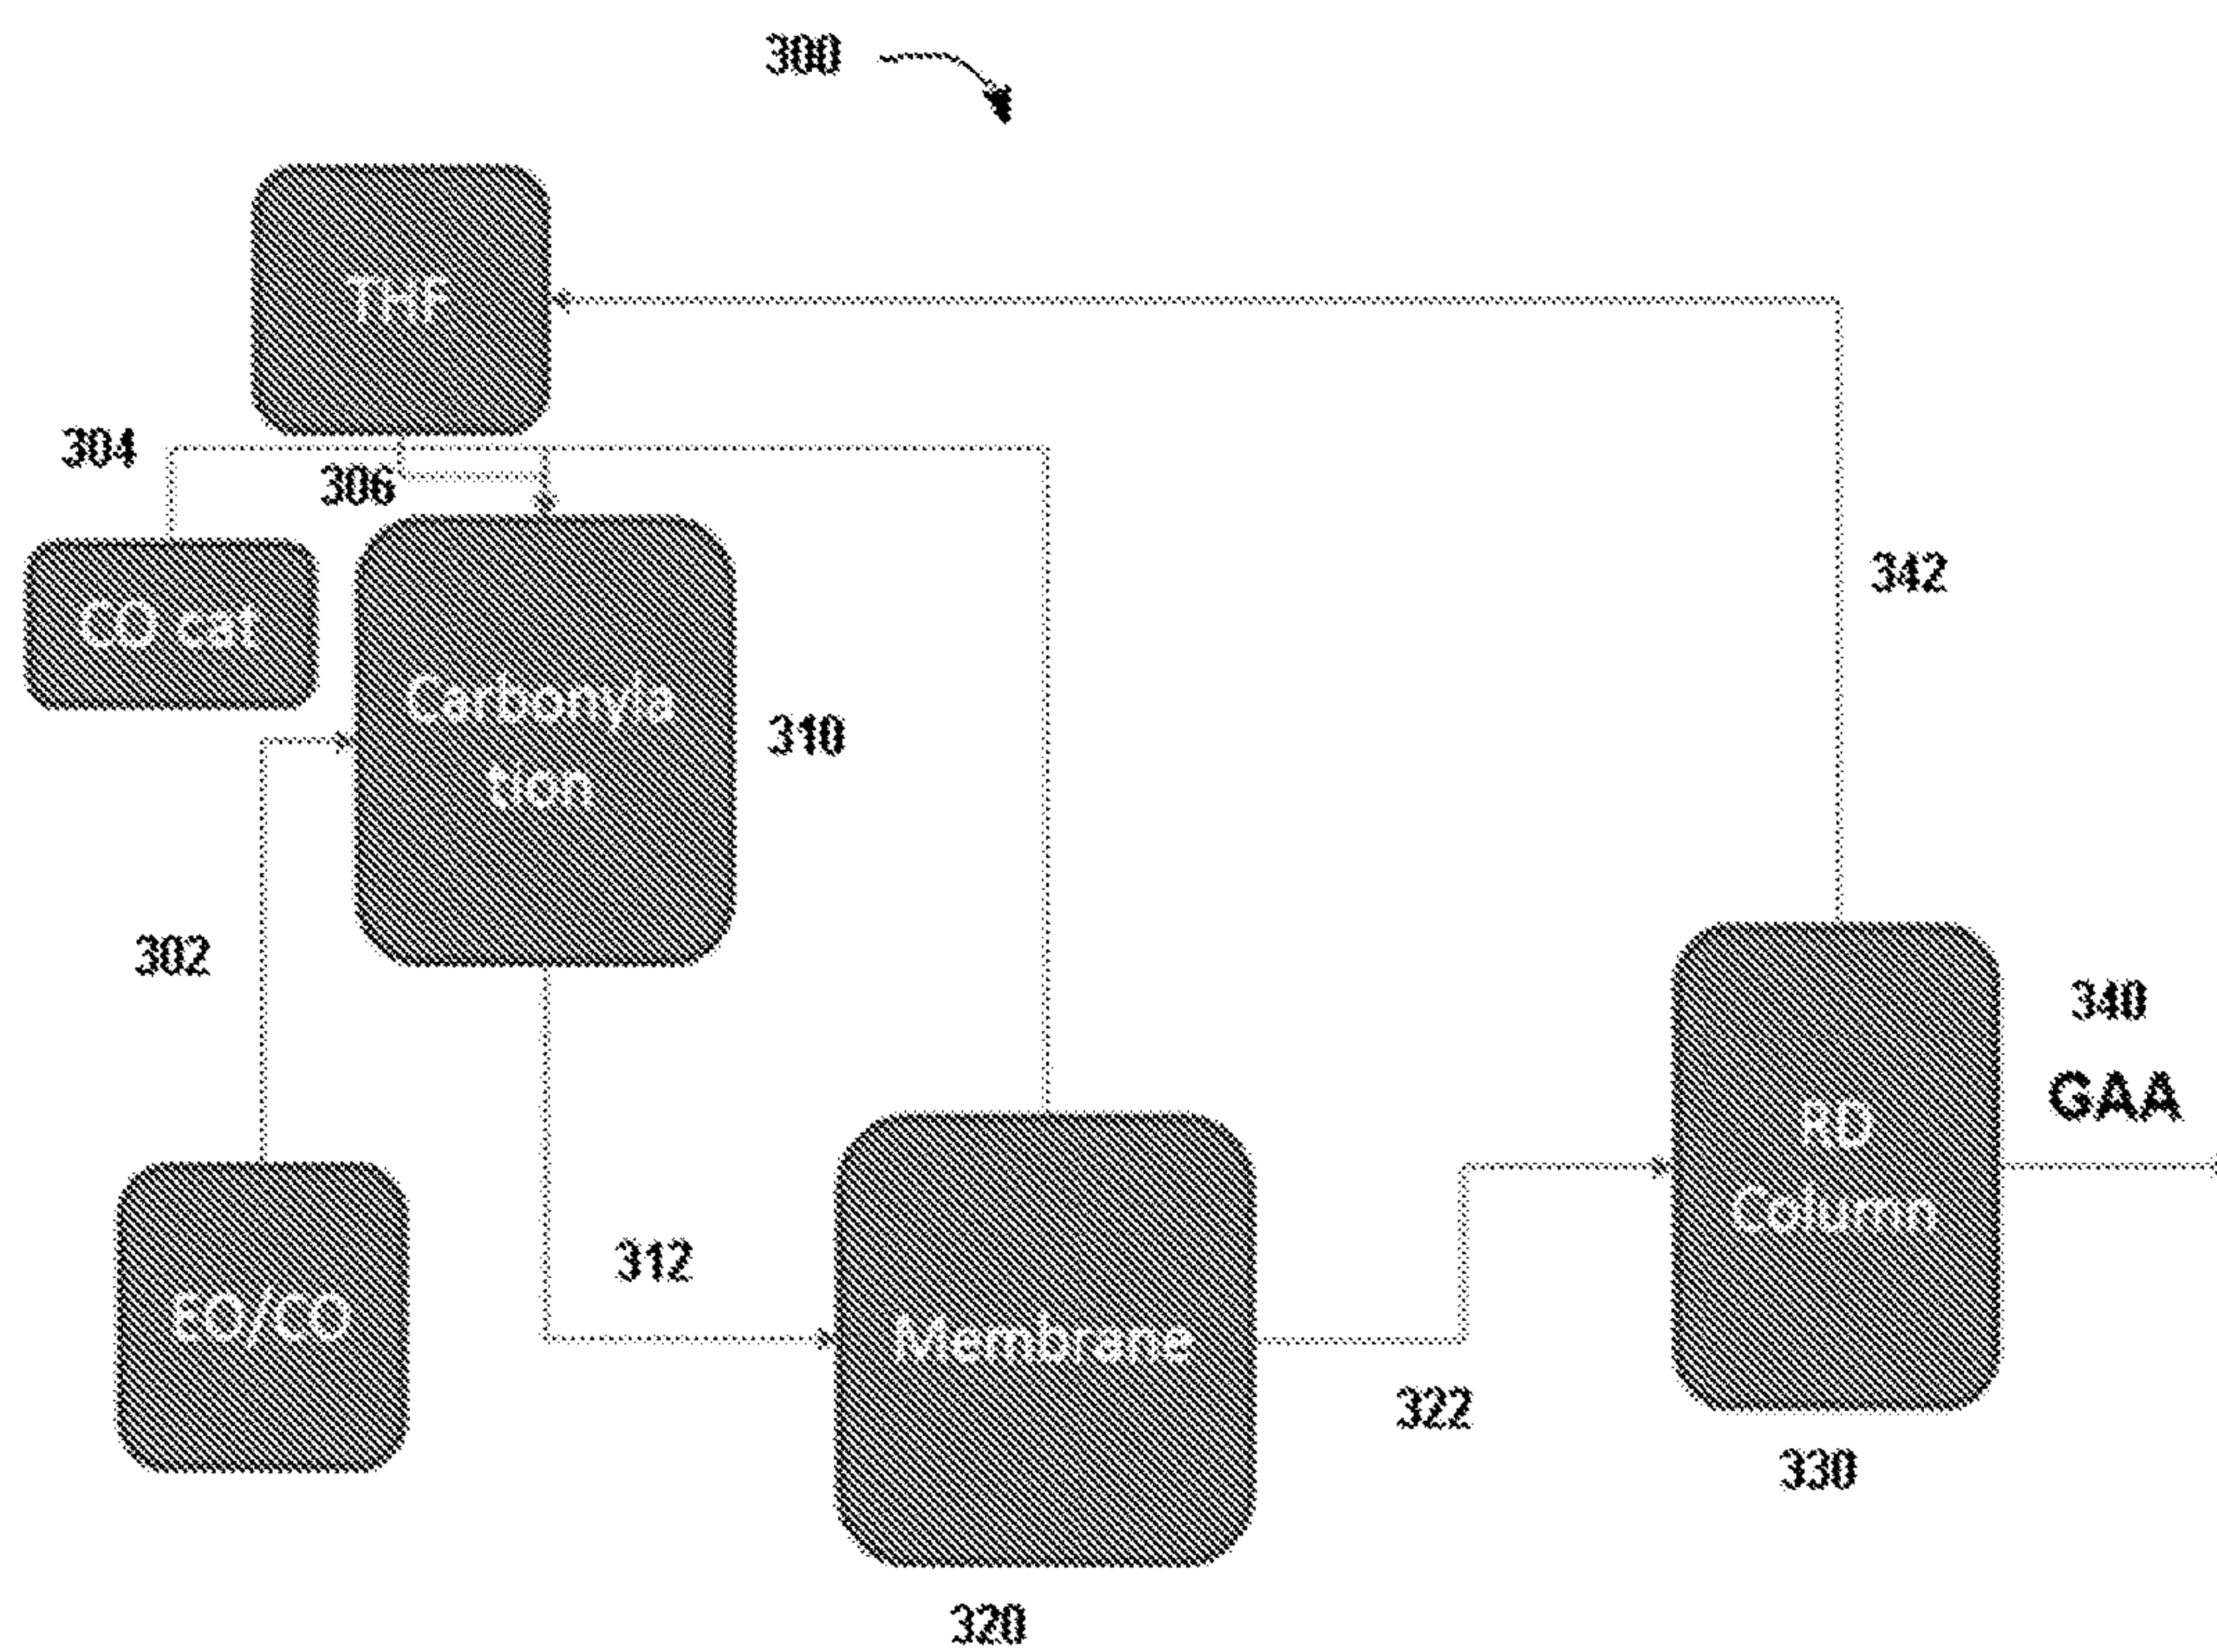 300
THF
304
306
CO cat
342
Carbonyla
tion
310
302
340
GAA
RD
Column
312
EO/CO
Membrane
322
330
320